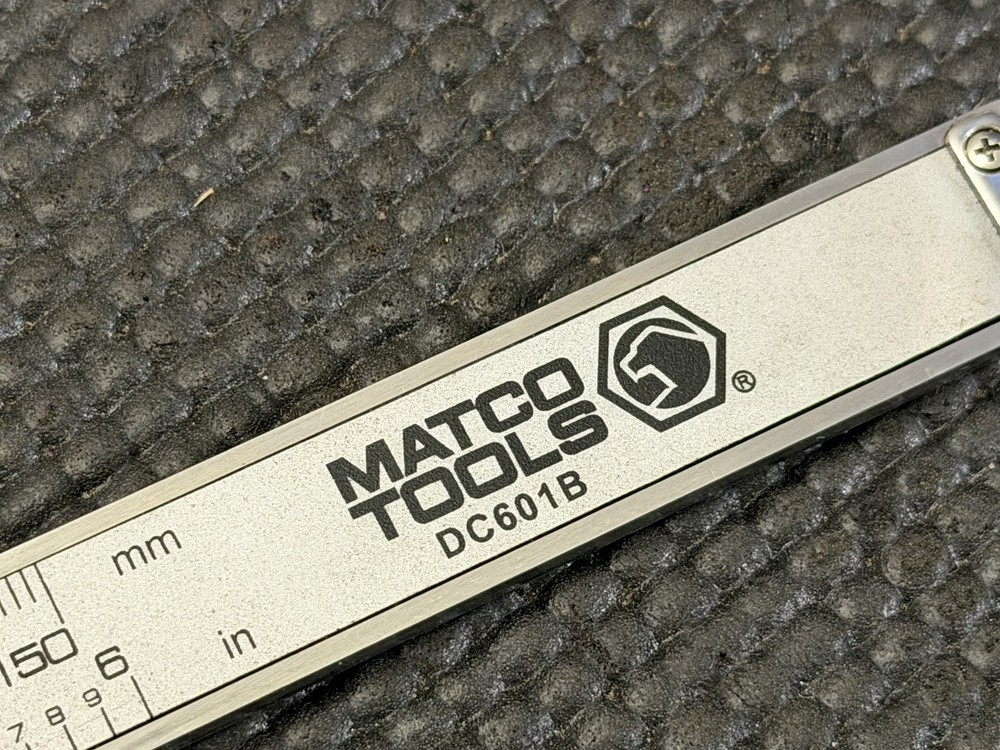 MATCO
TOOLS ®
DC601B
mm
150
in
6
7 8 9